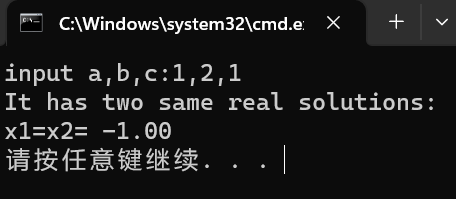 C:\Windows\system32\cmd.e
input a,b,c:1,2,1
It has two same real solutions:
x1=x2= -1.00
请按任意键继续. . .